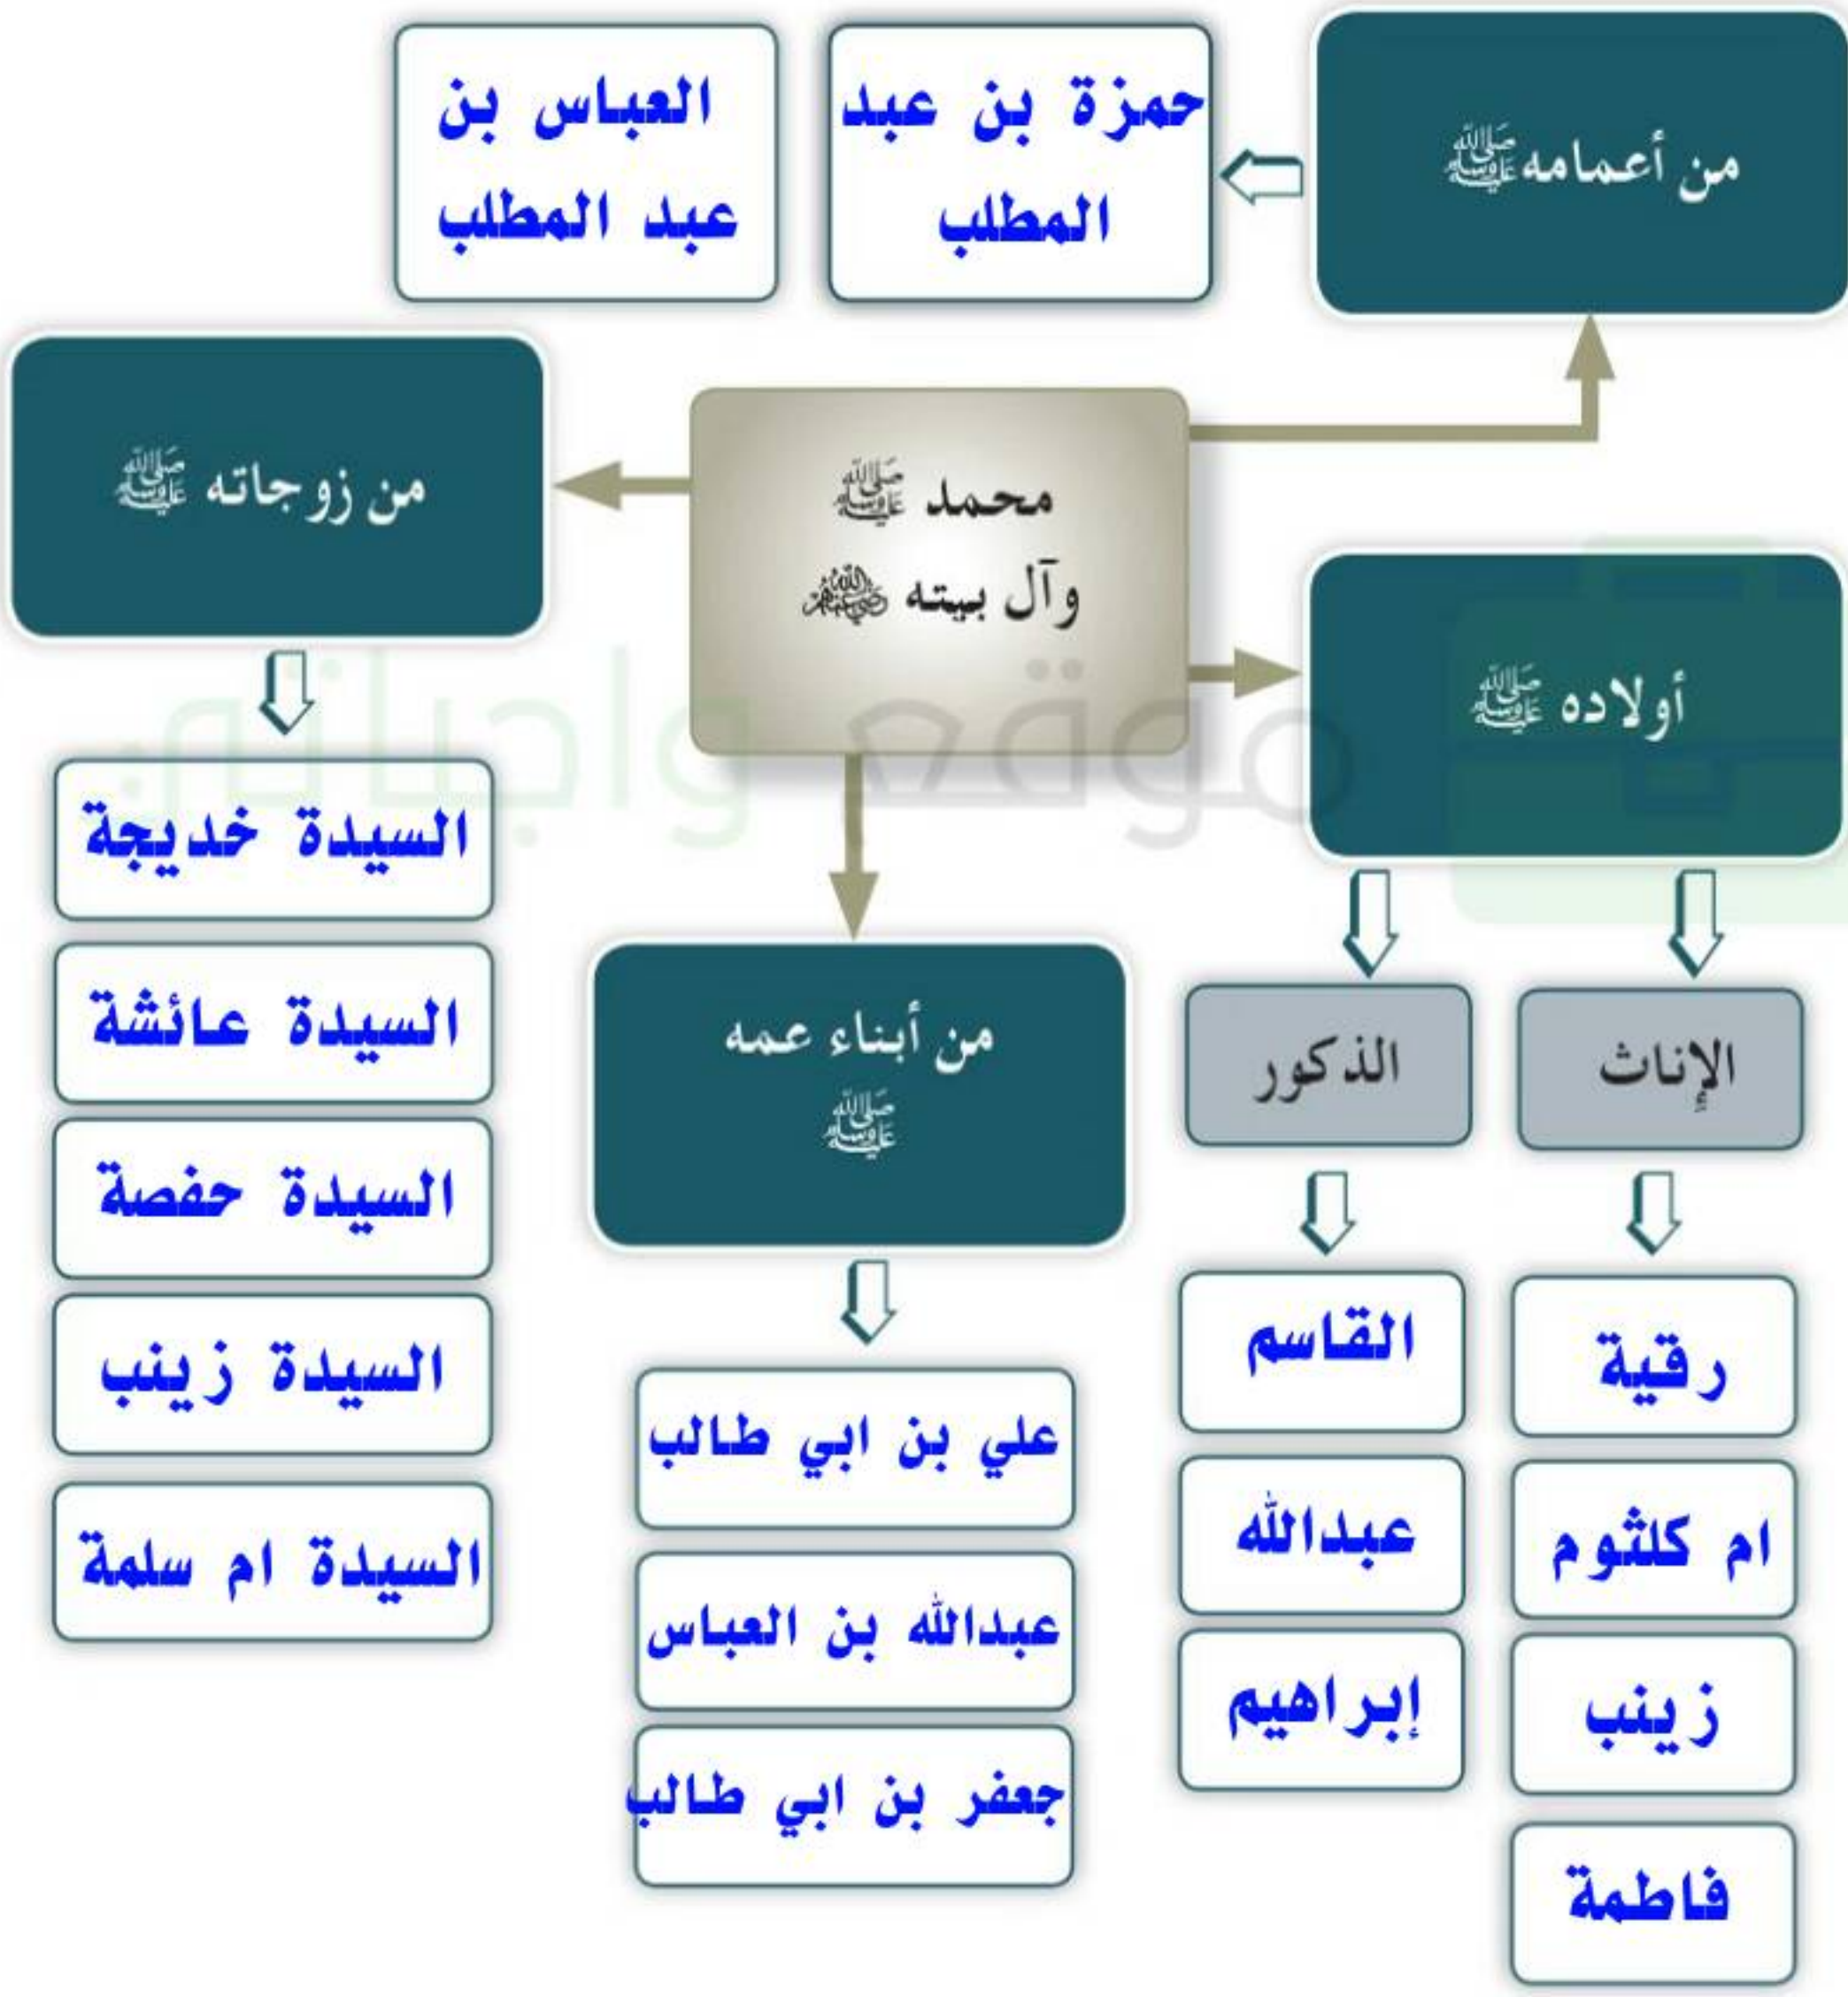 من أعمامه ﷺ
حمزة بن عبد
المطلب
العباس بن
عبد المطلب
محمد ﷺ
وآل بيته رضي الله عنهم
من زوجاته ﷺ
السيدة خديجة
السيدة عائشة
السيدة حفصة
السيدة زينب
السيدة ام سلمة
أولاده ﷺ
الإناث
رقية
ام كلثوم
زينب
فاطمة
الذكور
القاسم
عبدالله
إبراهيم
من أبناء عمه
ﷺ
علي بن ابي طالب
عبدالله بن العباس
جعفر بن ابي طالب
موقع واجباتي